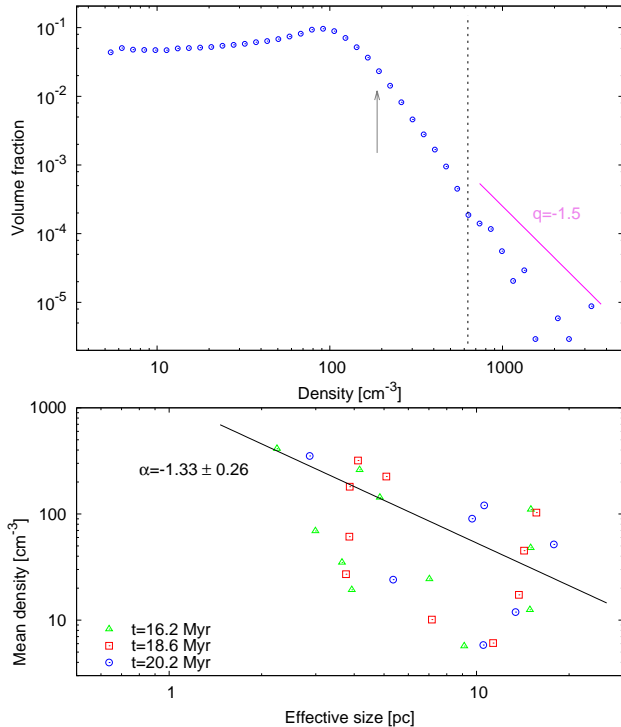 10^-1
10^-2
10^-3
10^-4
10^-5
Volume fraction
q=-1.5
10
100
1000
Density [cm^-3]
1000
100
10
Mean density [cm^-3]
α=-1.33 ± 0.26
t=16.2 Myr
t=18.6 Myr
t=20.2 Myr
1
10
Effective size [pc]